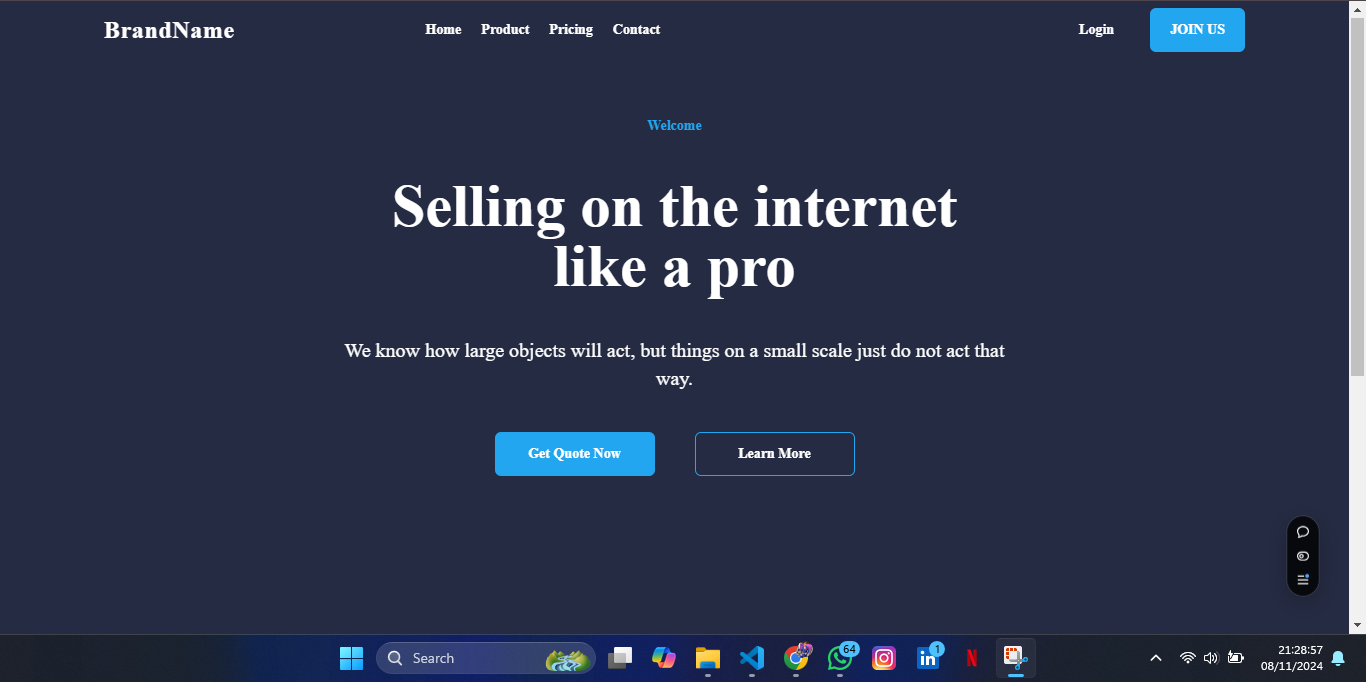 BrandName
Home Product Pricing Contact
Login
JOIN US
Welcome
Selling on the internet
like a pro
We know how large objects will act, but things on a small scale just do not act that
way.
Get Quote Now
Learn More
Search
64
1
21:28:57
08/11/2024